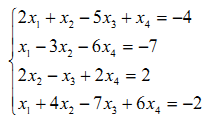 2x₁ + x₂ − 5x₃ + x₄ = −4
x₁ − 3x₂ − 6x₄ = −7
2x₂ − x₃ + 2x₄ = 2
x₁ + 4x₂ − 7x₃ + 6x₄ = −2